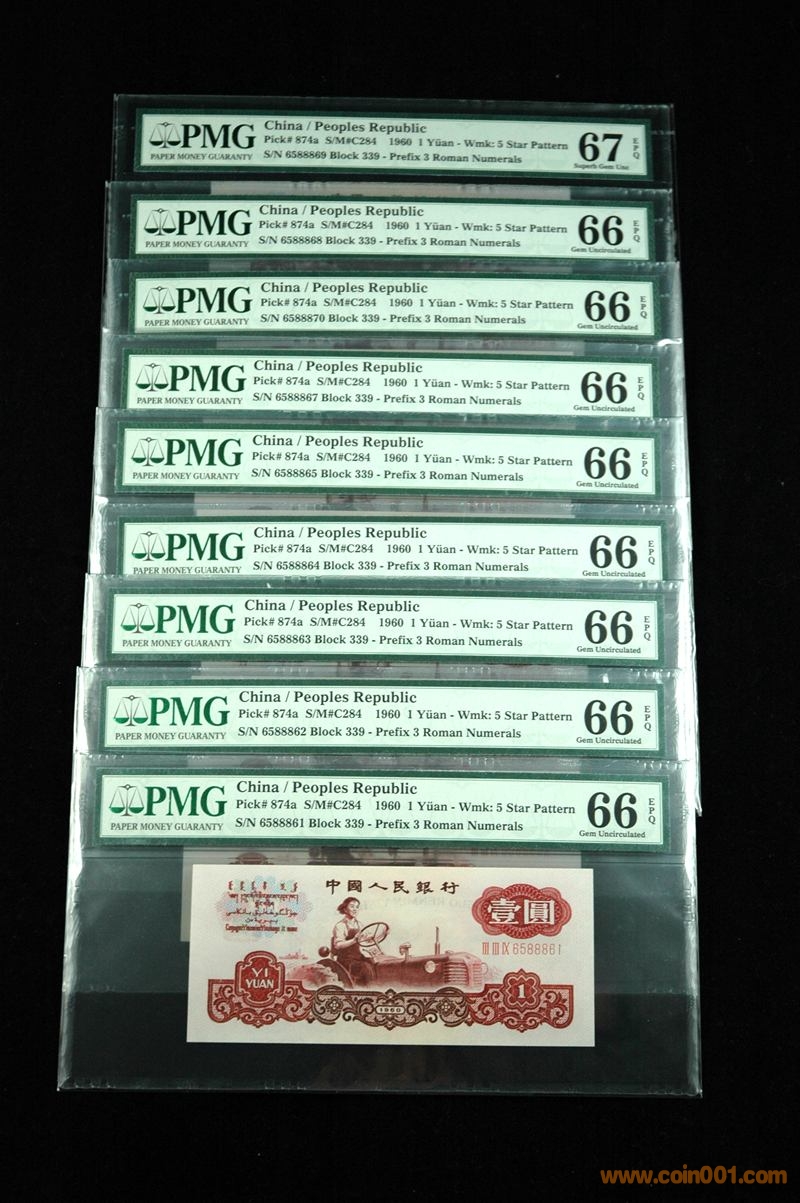 PMG
PAPER MONEY GUARANTY
China / Peoples Republic
Pick# 874a S/M#C284 1960 1 Yüan - Wmk: 5 Star Pattern
S/N 6588869 Block 339 - Prefix 3 Roman Numerals
67
EPQ
Superb Gem Unc
PMG
PAPER MONEY GUARANTY
China / Peoples Republic
Pick# 874a S/M#C284 1960 1 Yüan - Wmk: 5 Star Pattern
S/N 6588868 Block 339 - Prefix 3 Roman Numerals
66
EPQ
Gem Uncirculated
PMG
PAPER MONEY GUARANTY
China / Peoples Republic
Pick# 874a S/M#C284 1960 1 Yüan - Wmk: 5 Star Pattern
S/N 6588870 Block 339 - Prefix 3 Roman Numerals
66
EPQ
Gem Uncirculated
PMG
PAPER MONEY GUARANTY
China / Peoples Republic
Pick# 874a S/M#C284 1960 1 Yüan - Wmk: 5 Star Pattern
S/N 6588867 Block 339 - Prefix 3 Roman Numerals
66
EPQ
Gem Uncirculated
PMG
PAPER MONEY GUARANTY
China / Peoples Republic
Pick# 874a S/M#C284 1960 1 Yüan - Wmk: 5 Star Pattern
S/N 6588865 Block 339 - Prefix 3 Roman Numerals
66
EPQ
Gem Uncirculated
PMG
PAPER MONEY GUARANTY
China / Peoples Republic
Pick# 874a S/M#C284 1960 1 Yüan - Wmk: 5 Star Pattern
S/N 6588864 Block 339 - Prefix 3 Roman Numerals
66
EPQ
Gem Uncirculated
PMG
PAPER MONEY GUARANTY
China / Peoples Republic
Pick# 874a S/M#C284 1960 1 Yüan - Wmk: 5 Star Pattern
S/N 6588863 Block 339 - Prefix 3 Roman Numerals
66
EPQ
Gem Uncirculated
PMG
PAPER MONEY GUARANTY
China / Peoples Republic
Pick# 874a S/M#C284 1960 1 Yüan - Wmk: 5 Star Pattern
S/N 6588862 Block 339 - Prefix 3 Roman Numerals
66
EPQ
Gem Uncirculated
PMG
PAPER MONEY GUARANTY
China / Peoples Republic
Pick# 874a S/M#C284 1960 1 Yüan - Wmk: 5 Star Pattern
S/N 6588861 Block 339 - Prefix 3 Roman Numerals
66
EPQ
Gem Uncirculated
中國人民銀行
壹圓
III III IX 6588861
YI
YUAN
1960
1
www.coin001.com